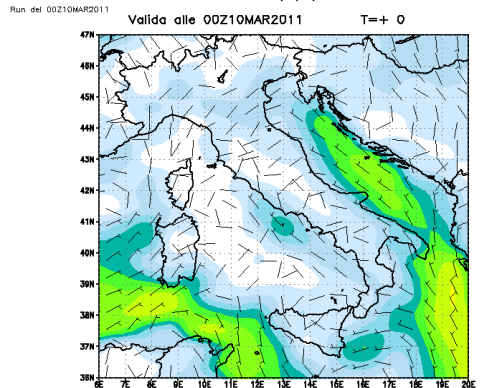 Run del 00Z10MAR2011
Valida alle 00Z10MAR2011 T=+ 0
47N
46N
45N
44N
43N
42N
41N
40N
39N
38N
37N
36N
6E 7E 8E 9E 10E 11E 12E 13E 14E 15E 16E 17E 18E 19E 20E